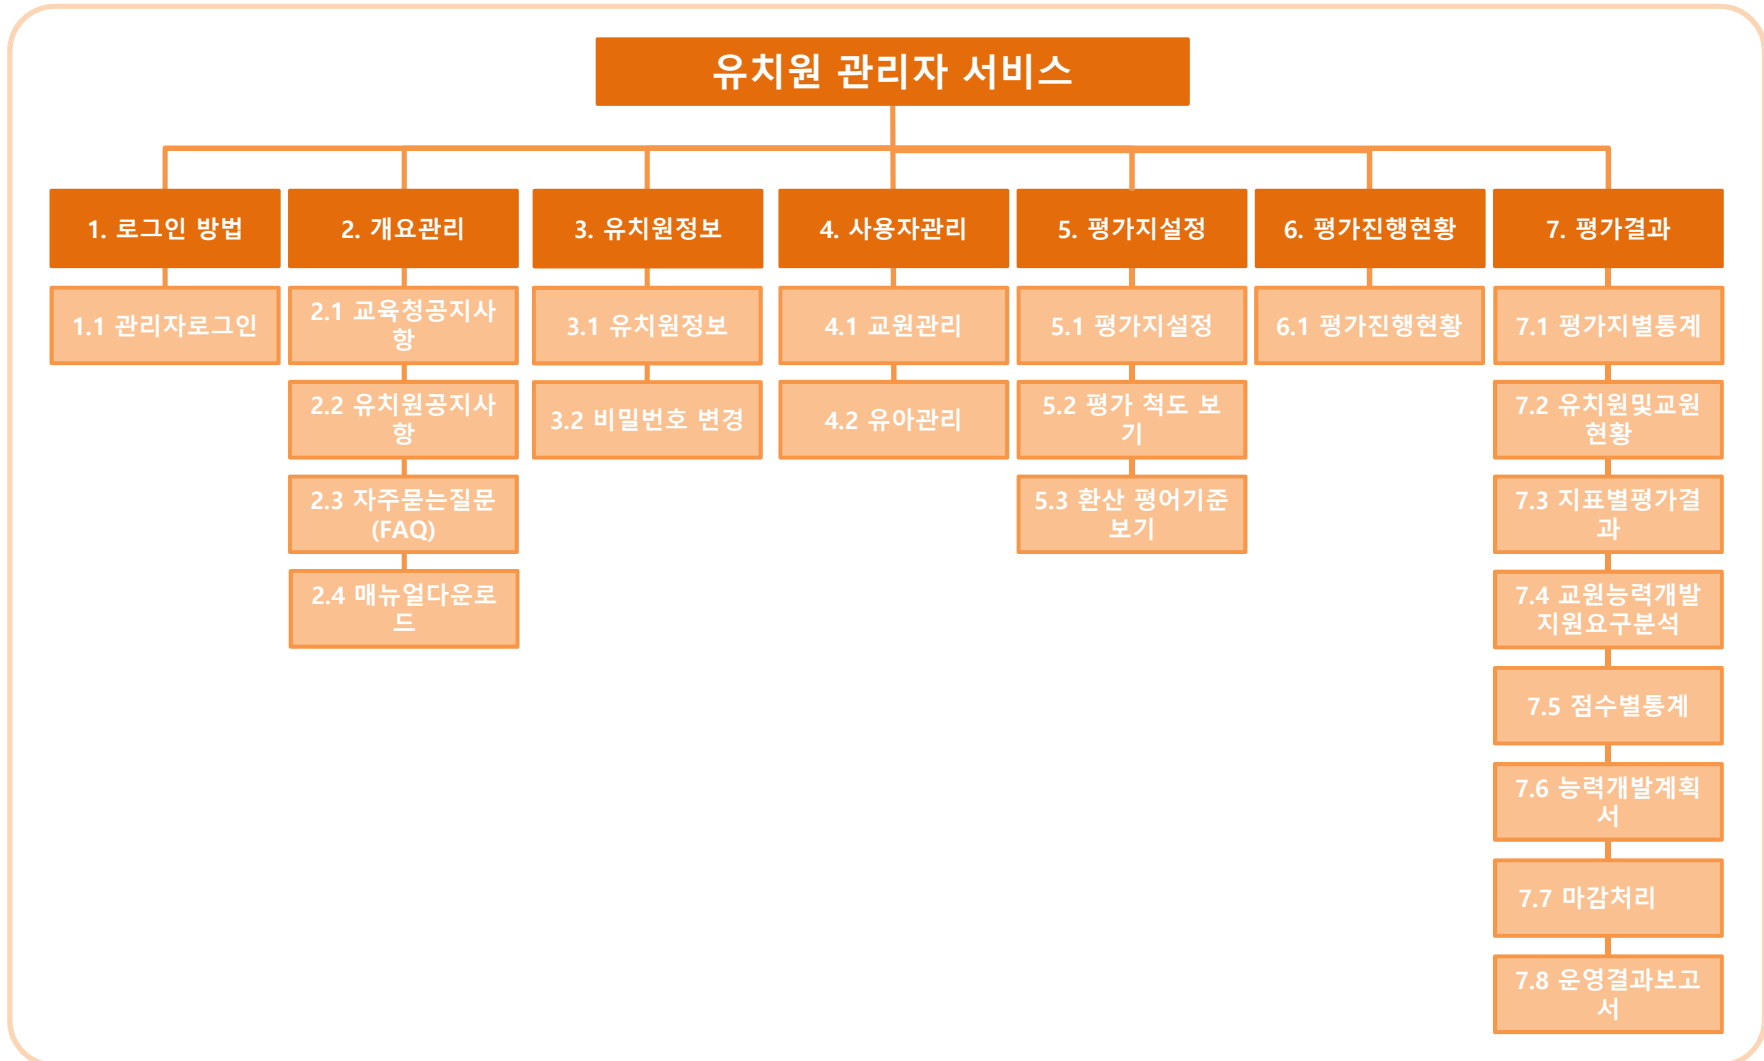 유치원 관리자 서비스
1. 로그인 방법
1.1 관리자로그인
2. 개요관리
2.1 교육청공지사
항
2.2 유치원공지사
항
2.3 자주묻는질문
(FAQ)
2.4 매뉴얼다운로
드
3. 유치원정보
3.1 유치원정보
3.2 비밀번호 변경
4. 사용자관리
4.1 교원관리
4.2 유아관리
5. 평가지설정
5.1 평가지설정
5.2 평가 척도 보
기
5.3 환산 평어기준
보기
6. 평가진행현황
6.1 평가진행현황
7. 평가결과
7.1 평가지별통계
7.2 유치원및교원
현황
7.3 지표별평가결
과
7.4 교원능력개발
지원요구분석
7.5 점수별통계
7.6 능력개발계획
서
7.7 마감처리
7.8 운영결과보고
서